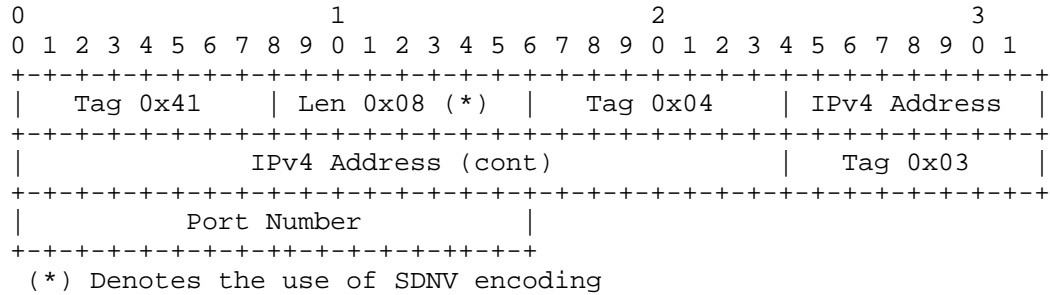 0                   1                   2                   3
0 1 2 3 4 5 6 7 8 9 0 1 2 3 4 5 6 7 8 9 0 1 2 3 4 5 6 7 8 9 0 1
+-+-+-+-+-+-+-+-+-+-+-+-+-+-+-+-+-+-+-+-+-+-+-+-+-+-+-+-+-+-+-+-+
|   Tag 0x41    | Len 0x08 (*)  |   Tag 0x04    | IPv4 Address  |
+-+-+-+-+-+-+-+-+-+-+-+-+-+-+-+-+-+-+-+-+-+-+-+-+-+-+-+-+-+-+-+-+
|              IPv4 Address (cont)              |   Tag 0x03    |
+-+-+-+-+-+-+-+-+-+-+-+-+-+-+-+-+-+-+-+-+-+-+-+-+-+-+-+-+-+-+-+-+
|          Port Number          |
+-+-+-+-+-+-+-+-++-+-+-+-+-++-+-+
(*) Denotes the use of SDNV encoding